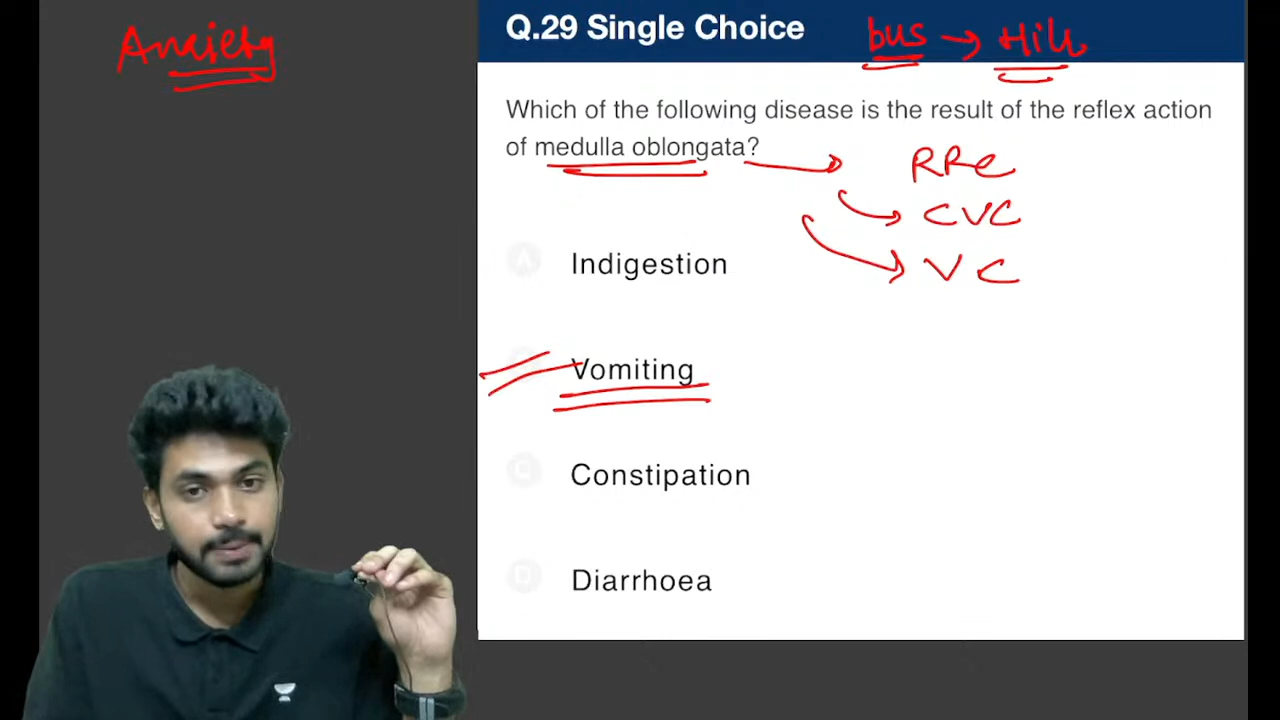 Anxiety
Q.29 Single Choice
bus → Hill
Which of the following disease is the result of the reflex action
of medulla oblongata?
RRC
CVC
VC
Indigestion
Vomiting
Constipation
D Diarrhoea